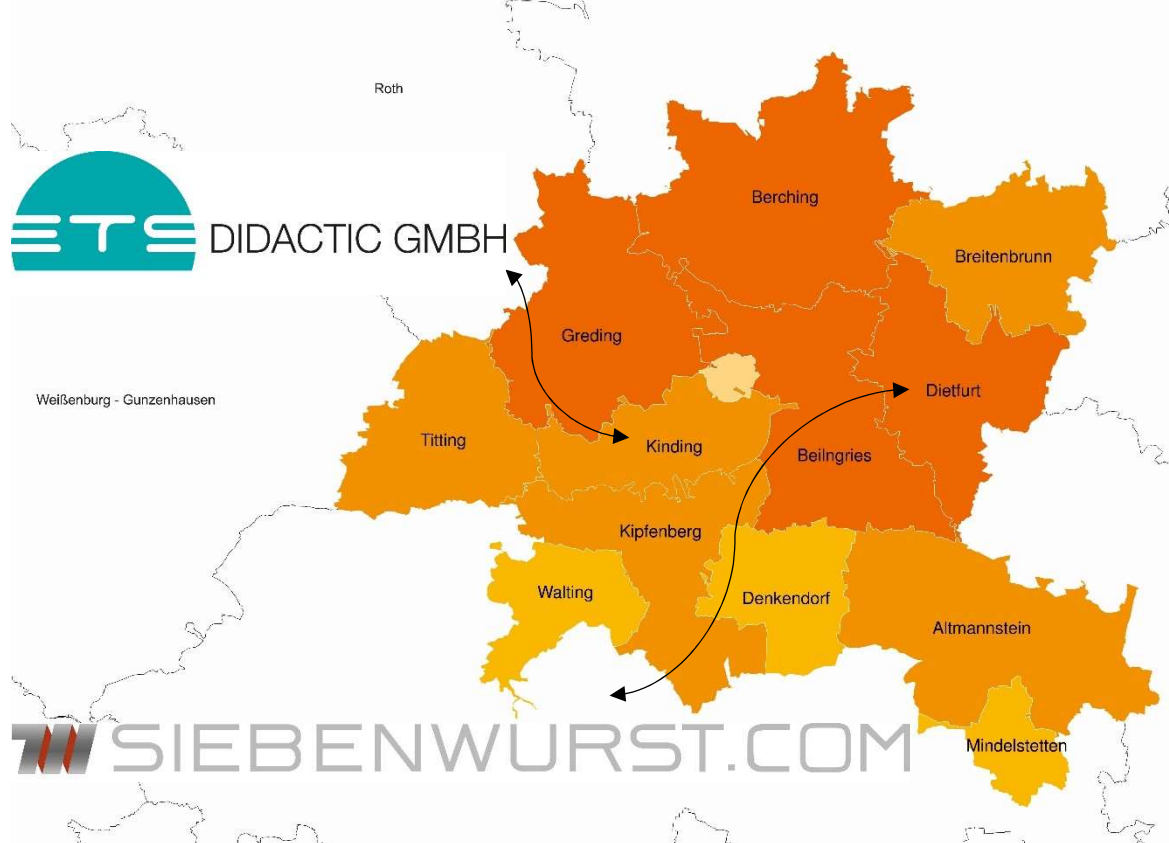 Roth
Berching
Breitenbrunn
ETS DIDACTIC GMBH
Greding
Dietfurt
Weißenburg - Gunzenhausen
Titting
Kinding
Beilngries
Kipfenberg
Walting
Denkendorf
Altmannstein
SIEBENWURST.COM
Mindelstetten